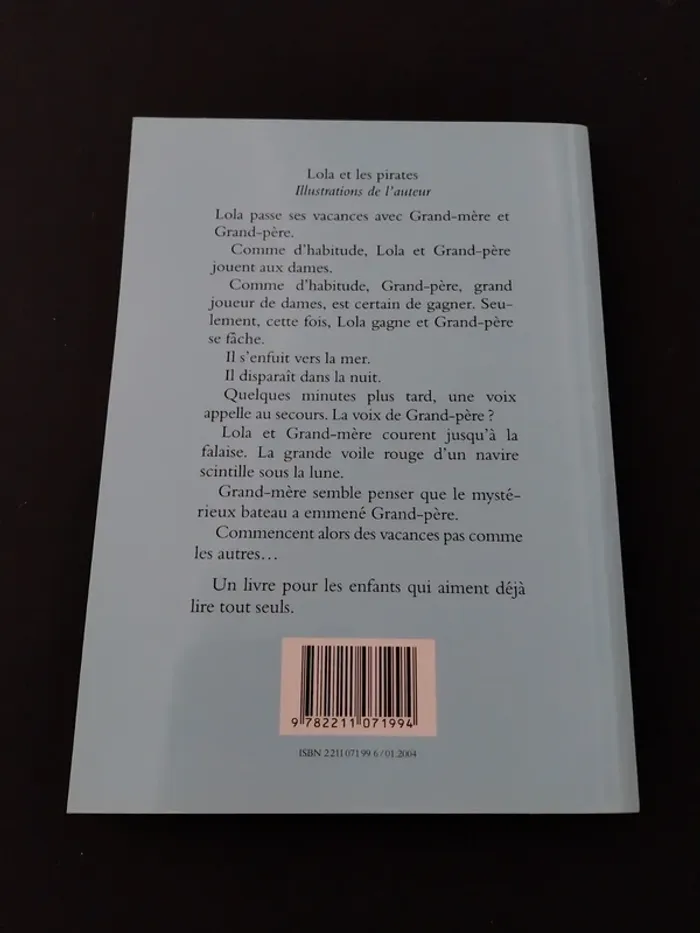 Lola et les pirates
Illustrations de l'auteur
Lola passe ses vacances avec Grand-mère et
Grand-père.
Comme d'habitude, Lola et Grand-père
jouent aux dames.
Comme d'habitude, Grand-père, grand
joueur de dames, est certain de gagner. Seu-
lement, cette fois, Lola gagne et Grand-père
se fâche.
Il s'enfuit vers la mer.
Il disparaît dans la nuit.
Quelques minutes plus tard, une voix
appelle au secours. La voix de Grand-père ?
Lola et Grand-mère courent jusqu'à la
falaise. La grande voile rouge d'un navire
scintille sous la lune.
Grand-mère semble penser que le mysté-
rieux bateau a emmené Grand-père.
Commencent alors des vacances pas comme
les autres…
Un livre pour les enfants qui aiment déjà
lire tout seuls.
9 782211 071994
ISBN 2 211 071 99 6 / 01 2004